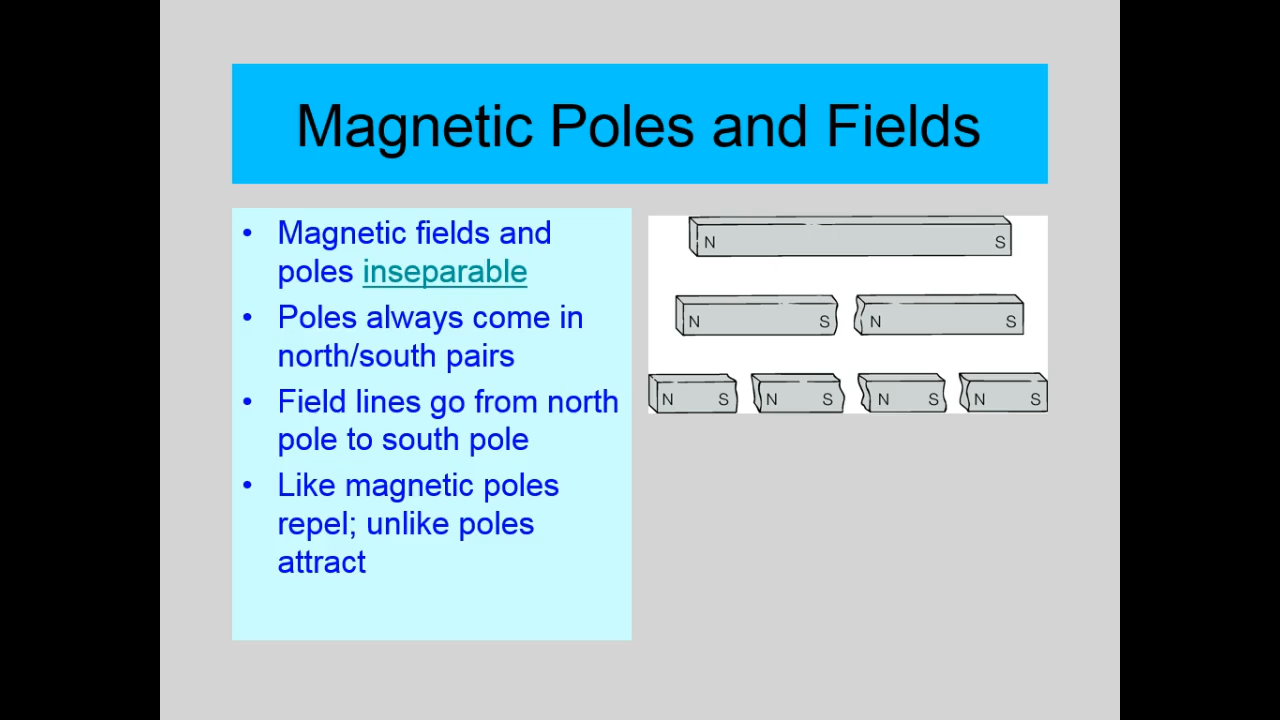 Magnetic Poles and Fields
• Magnetic fields and
poles inseparable
• Poles always come in
north/south pairs
• Field lines go from north
pole to south pole
• Like magnetic poles
repel; unlike poles
attract
N S
N S N S
N S N S N S N S